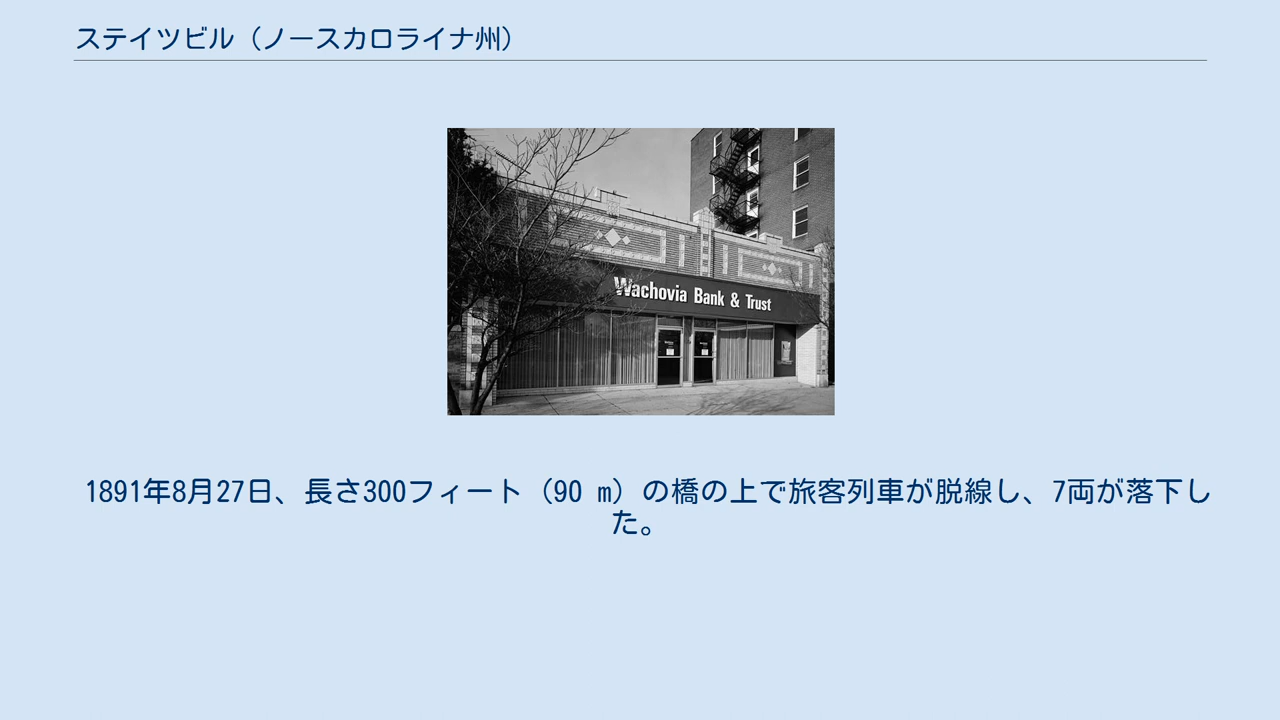 ステイツビル（ノースカロライナ州）
Wachovia Bank & Trust
1891年8月27日、長さ300フィート（90 m）の橋の上で旅客列車が脱線し、7両が落下し
た。